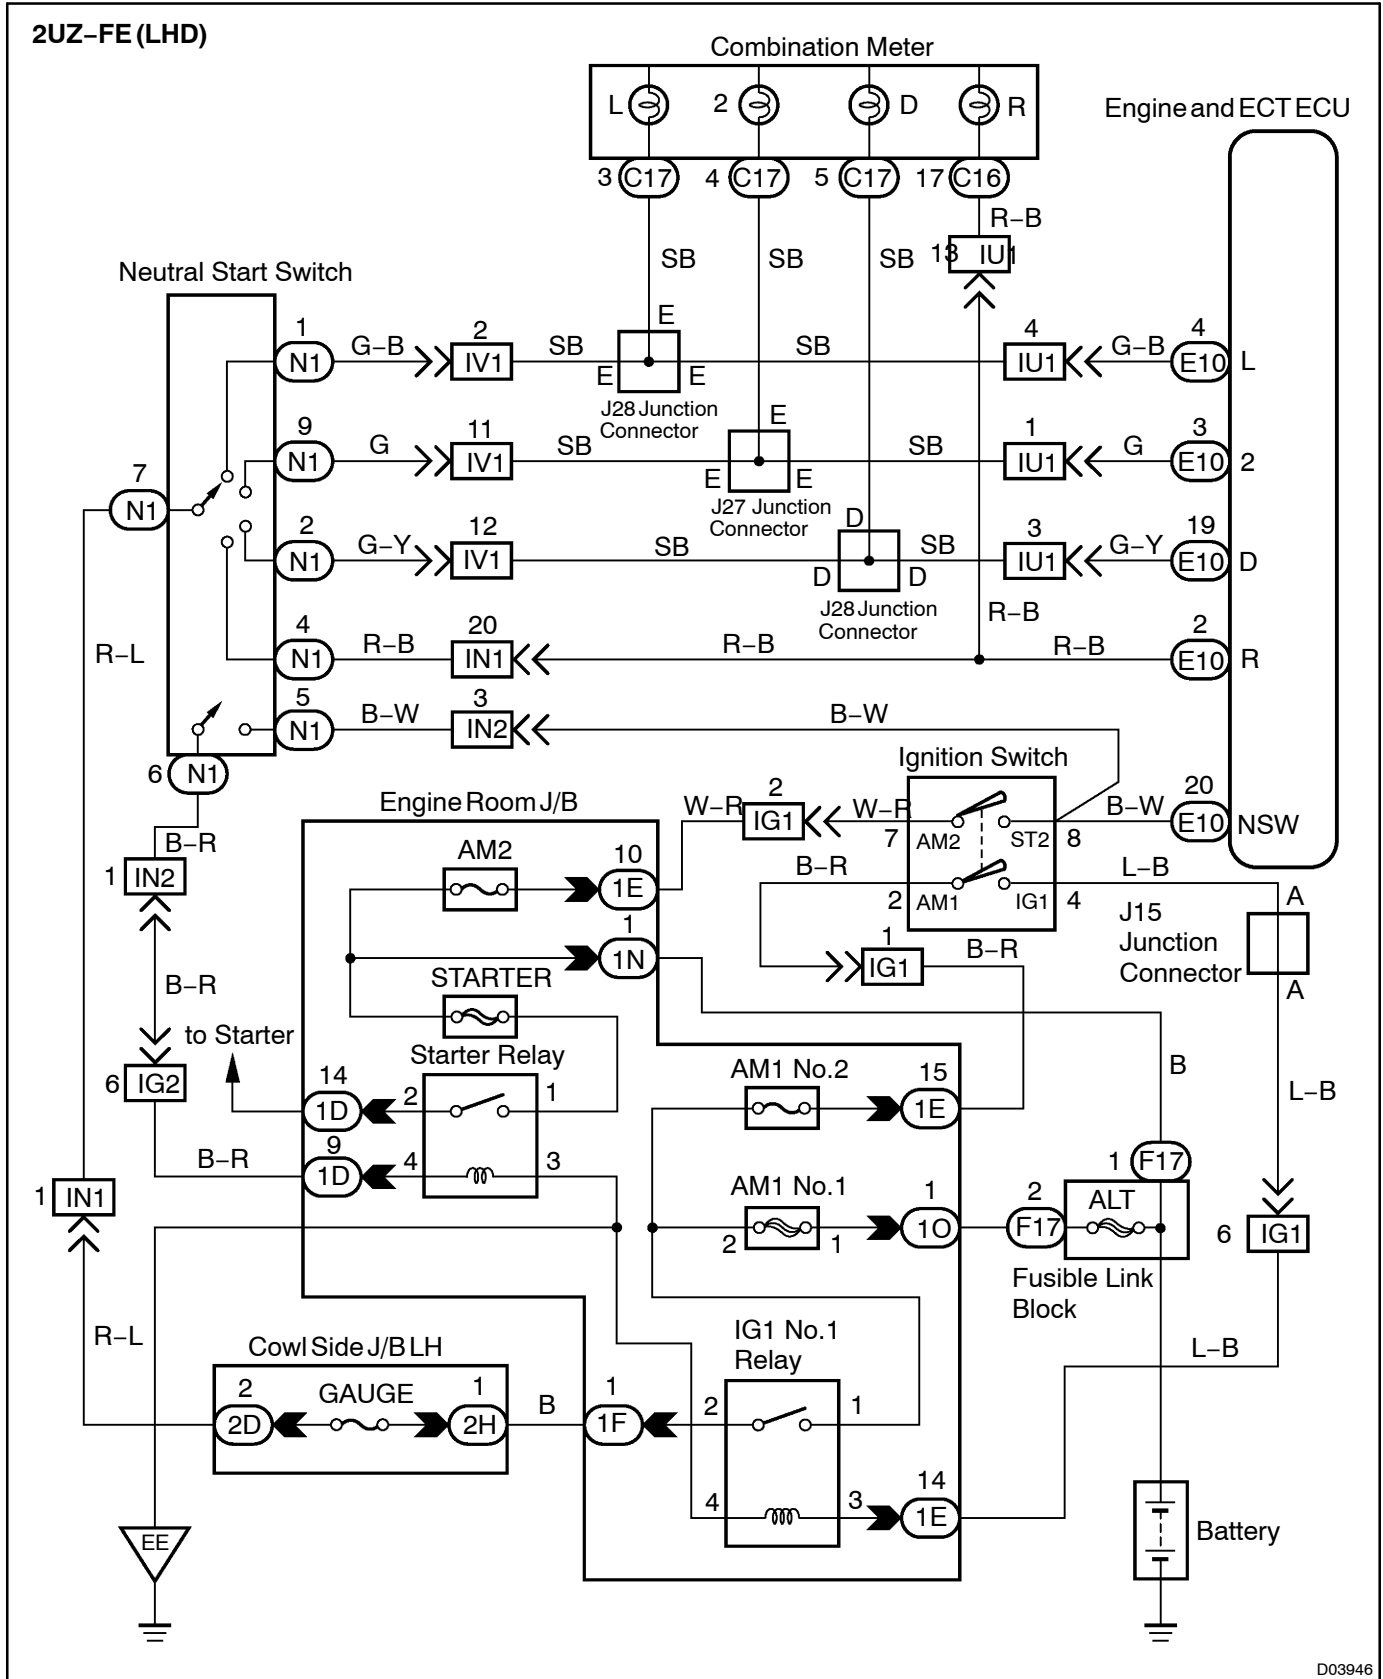 2UZ–FE (LHD)
Combination Meter
L 2 D R
Engine and ECT ECU
3 C17 4 C17 5 C17 17 C16
R–B
13 IU1
SB SB SB
Neutral Start Switch
E
1 2 4 4
N1 G–B IV1 SB SB IU1 G–B E10 L
E E
J28 Junction
Connector
E
9 11 1 3
N1 G IV1 SB SB IU1 G E10 2
E E
7
N1
J27 Junction
Connector
D
2 12 3 19
N1 G–Y IV1 SB SB IU1 G–Y E10 D
D D
J28 Junction
Connector
R–B
R–L
4 20 2
N1 R–B IN1 R–B R–B E10 R
5 3
N1 B–W IN2 B–W
6 N1
Ignition Switch
Engine Room J/B
2 20
W–R IG1 W–R B–W E10 NSW
7 AM2 ST2 8
B–R
1 IN2
AM2 10
1E
B–R L–B
2 AM1 IG1 4
A
J15
Junction
Connector
A
1
1N
1
IG1 B–R
B–R
STARTER
to Starter
Starter Relay
6 IG2
14
1D 2 1
AM1 No.2 15
1E
B
L–B
9
B–R 1D 4 3
1 F17
1 IN1
AM1 No.1 1
2 1 1O
2
F17 ALT
6 IG1
Fusible Link
Block
R–L
IG1 No.1
Relay
L–B
Cowl Side J/B LH
2 GAUGE 1
2D 2H B
1
1F 2 1
14
4 3 1E
EE
Battery
D03946